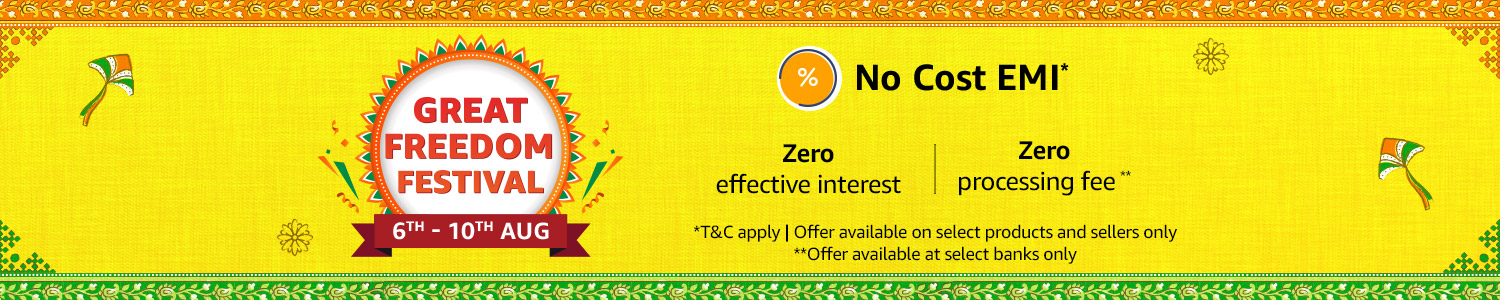 GREAT
FREEDOM
FESTIVAL
6TH - 10TH AUG
% No Cost EMI*
Zero
effective interest
Zero
processing fee **
*T&C apply | Offer available on select products and sellers only
**Offer available at select banks only